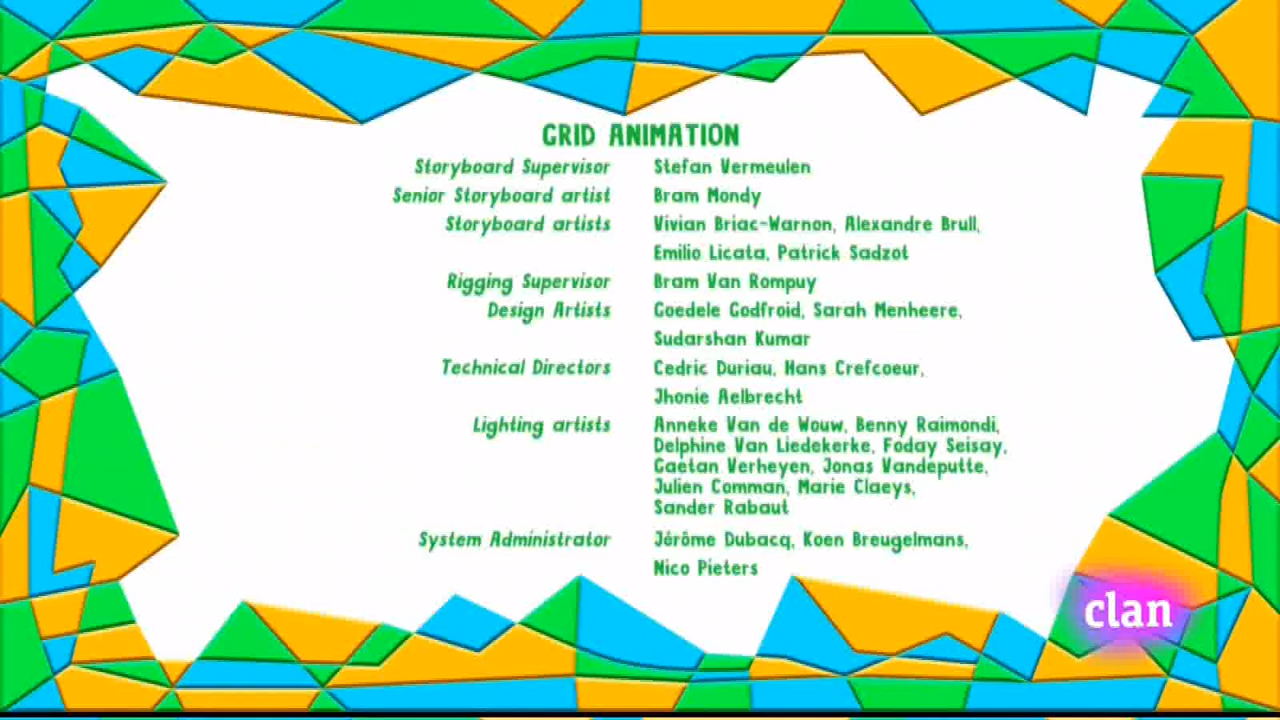 GRID ANIMATION
Storyboard Supervisor Stefan Vermeulen
Senior Storyboard artist Bram Mondy
Storyboard artists Vivian Briac-Warnon, Alexandre Brull,
Emilio Licata, Patrick Sadzot
Rigging Supervisor Bram Van Rompuy
Design Artists Goedele Godfroid, Sarah Menheere,
Sudarshan Kumar
Technical Directors Cedric Duriau, Hans Crefcoeur,
Jhonie Aelbrecht
Lighting artists Anneke Van de Wouw, Benny Raimondi,
Delphine Van Liedekerke, Foday Seisay,
Gaetan Verheyen, Jonas Vandeputte,
Julien Comman, Marie Claeys,
Sander Rabaut
System Administrator Jérôme Dubacq, Koen Breugelmans,
Nico Pieters
clan